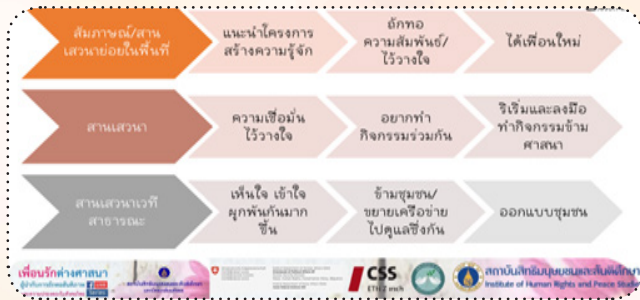 สัมภาษณ์/สาน
เสวนาย่อยในพื้นที่
แนะนำโครงการ
สร้างความรู้จัก
ถักทอ
ความสัมพันธ์/
ไว้วางใจ
ได้เพื่อนใหม่
สานเสวนา
ความเชื่อมั่น
ไว้วางใจ
อยากทำ
กิจกรรมร่วมกัน
ริเริ่มและลงมือ
ทำกิจกรรมข้าม
ศาสนา
สานเสวนาเวที
สาธารณะ
เห็นใจ เข้าใจ
ผูกพันกันมาก
ขึ้น
ข้ามชุมชน/
ขยายเครือข่าย
ไปดูแลซึ่งกัน
ออกแบบชุมชน
เพื่อนรักต่างศาสนา
CSS
ETH Zurich
สถาบันสิทธิมนุษยชนและสันติศึกษา
Institute of Human Rights and Peace Studies